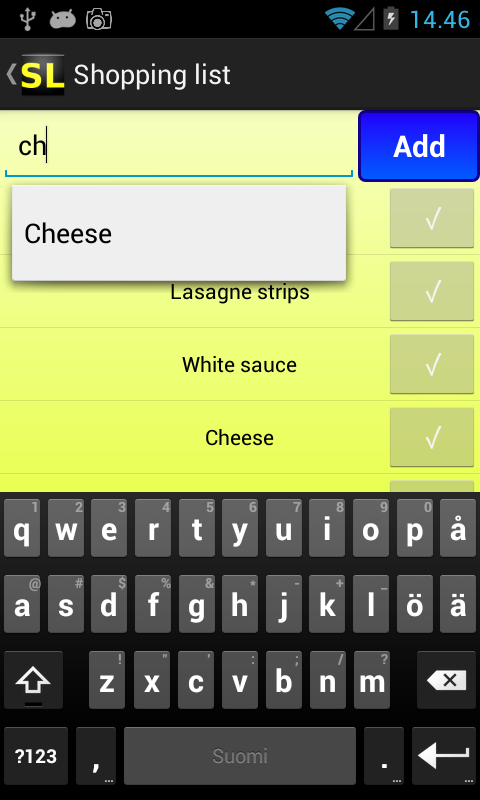 14.46
SL Shopping list
ch
Add
Cheese
√
Lasagne strips √
White sauce √
Cheese √
1 2 3 4 5 6 7 8 9 0
q w e r t y u i o p å
@ # $ % & * - + _
a s d f g h j k l ö ä
! " ' : ; / ?
z x c v b n m
?123 , ... Suomi . ... ...